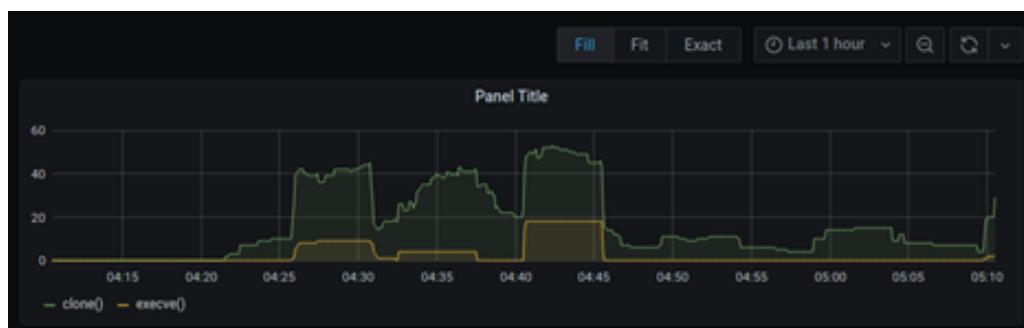 Fill Fit Exact Last 1 hour
Panel Title
60
40
20
0
04:15 04:20 04:25 04:30 04:35 04:40 04:45 04:50 04:55 05:00 05:05 05:10
clone() execve()